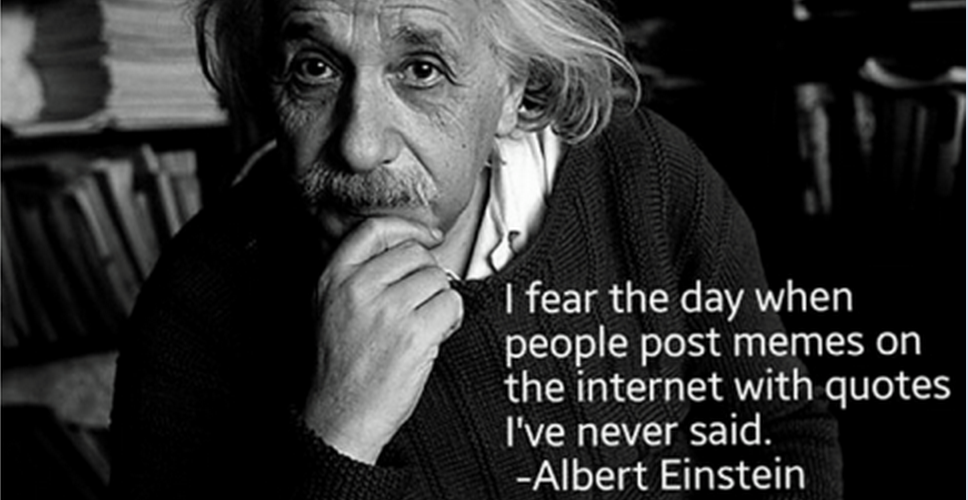 I fear the day when
people post memes on
the internet with quotes
I've never said.
-Albert Einstein